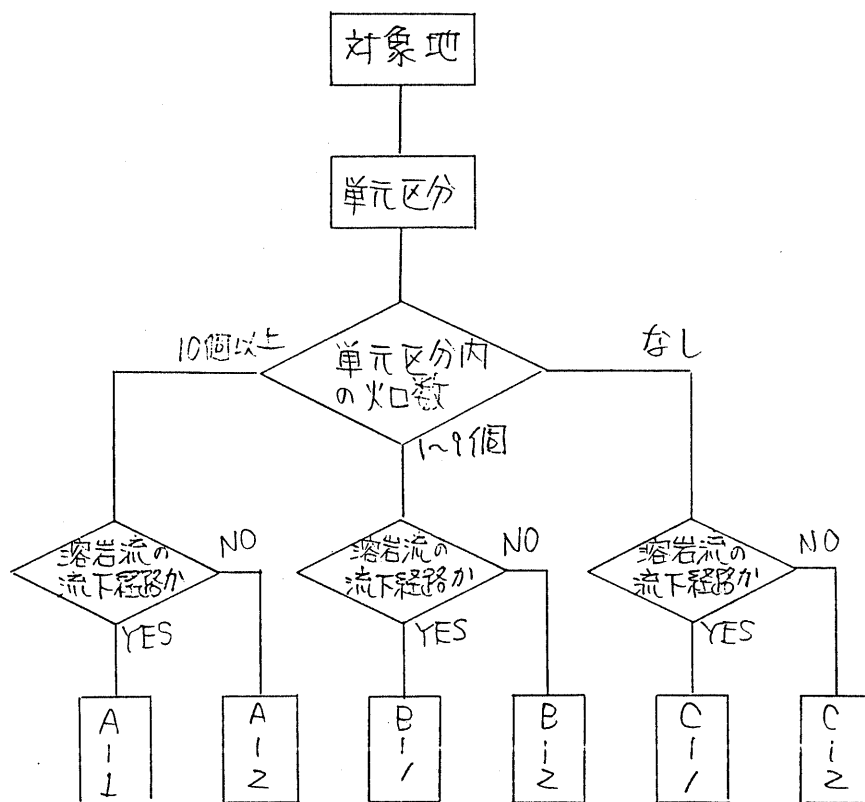 対象地
単元区分
単元区分内
の火口数
10個以上
1~9個
なし
溶岩流の
流下経路か
NO
YES
溶岩流の
流下経路か
NO
YES
溶岩流の
流下経路か
NO
YES
A-1
A-2
B-1
B-2
C-1
C-2